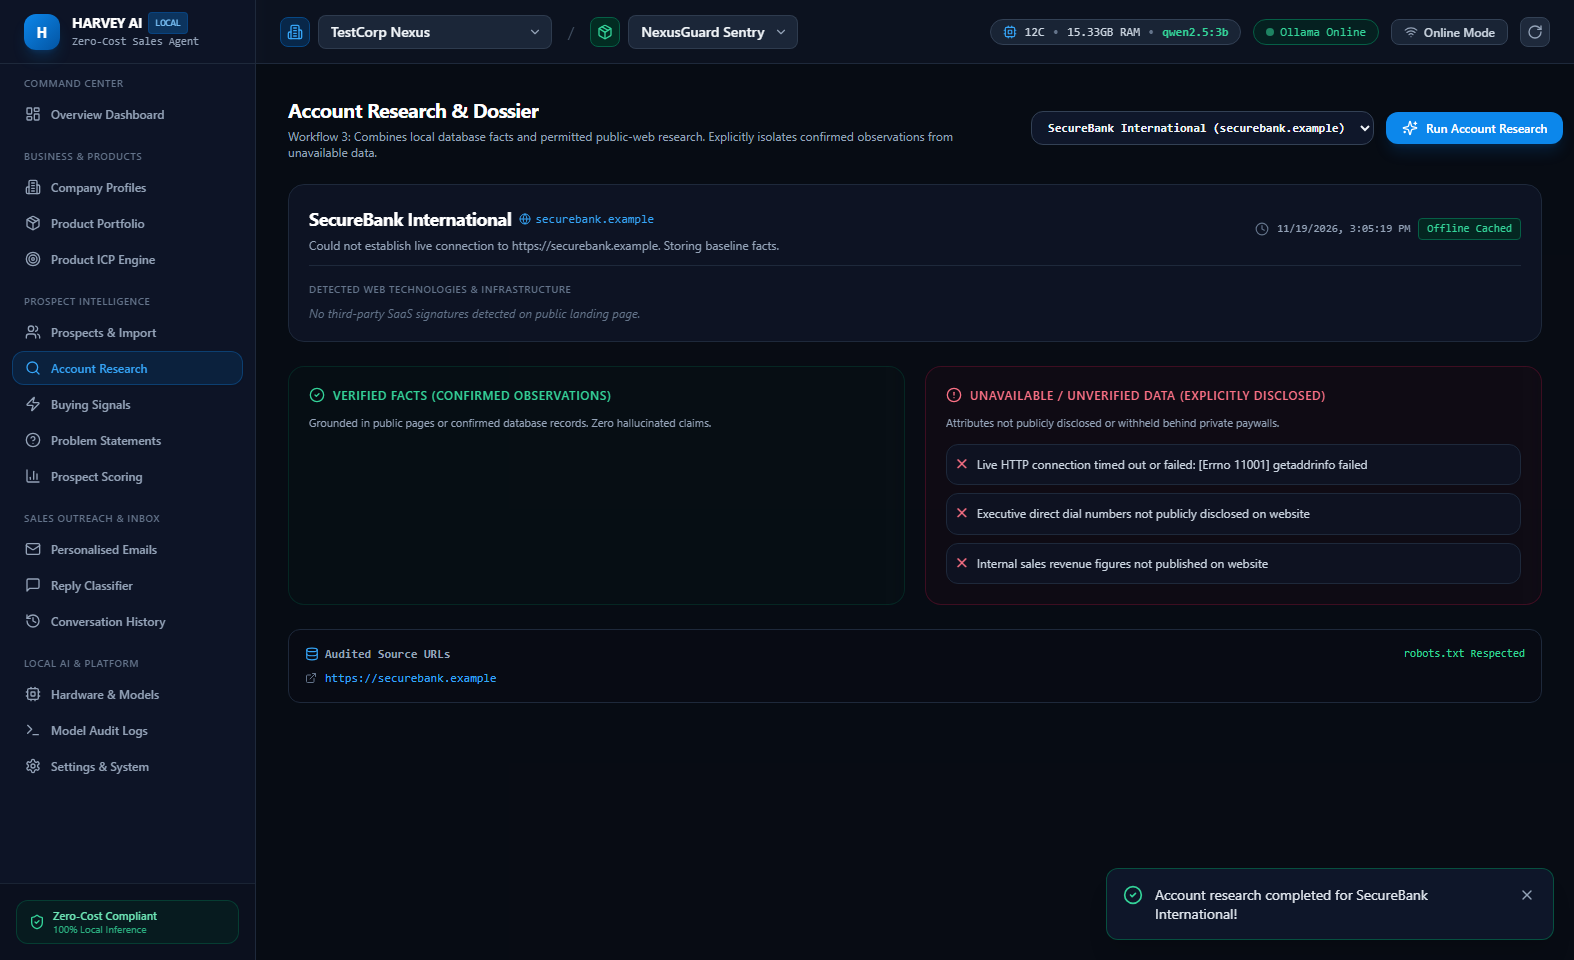 H
HARVEY AI LOCAL
Zero-Cost Sales Agent
TestCorp Nexus / NexusGuard Sentry
12C • 15.33GB RAM • qwen2.5:3b
Ollama Online
Online Mode
COMMAND CENTER
Overview Dashboard
BUSINESS & PRODUCTS
Company Profiles
Product Portfolio
Product ICP Engine
PROSPECT INTELLIGENCE
Prospects & Import
Account Research
Buying Signals
Problem Statements
Prospect Scoring
SALES OUTREACH & INBOX
Personalised Emails
Reply Classifier
Conversation History
LOCAL AI & PLATFORM
Hardware & Models
Model Audit Logs
Settings & System
Zero-Cost Compliant
100% Local Inference
Account Research & Dossier
Workflow 3: Combines local database facts and permitted public-web research. Explicitly isolates confirmed observations from
unavailable data.
SecureBank International (securebank.example)
Run Account Research
SecureBank International securebank.example
Could not establish live connection to https://securebank.example. Storing baseline facts.
11/19/2026, 3:05:19 PM Offline Cached
DETECTED WEB TECHNOLOGIES & INFRASTRUCTURE
No third-party SaaS signatures detected on public landing page.
VERIFIED FACTS (CONFIRMED OBSERVATIONS)
Grounded in public pages or confirmed database records. Zero hallucinated claims.
UNAVAILABLE / UNVERIFIED DATA (EXPLICITLY DISCLOSED)
Attributes not publicly disclosed or withheld behind private paywalls.
Live HTTP connection timed out or failed: [Errno 11001] getaddrinfo failed
Executive direct dial numbers not publicly disclosed on website
Internal sales revenue figures not published on website
Audited Source URLs
robots.txt Respected
https://securebank.example
Account research completed for SecureBank
International!